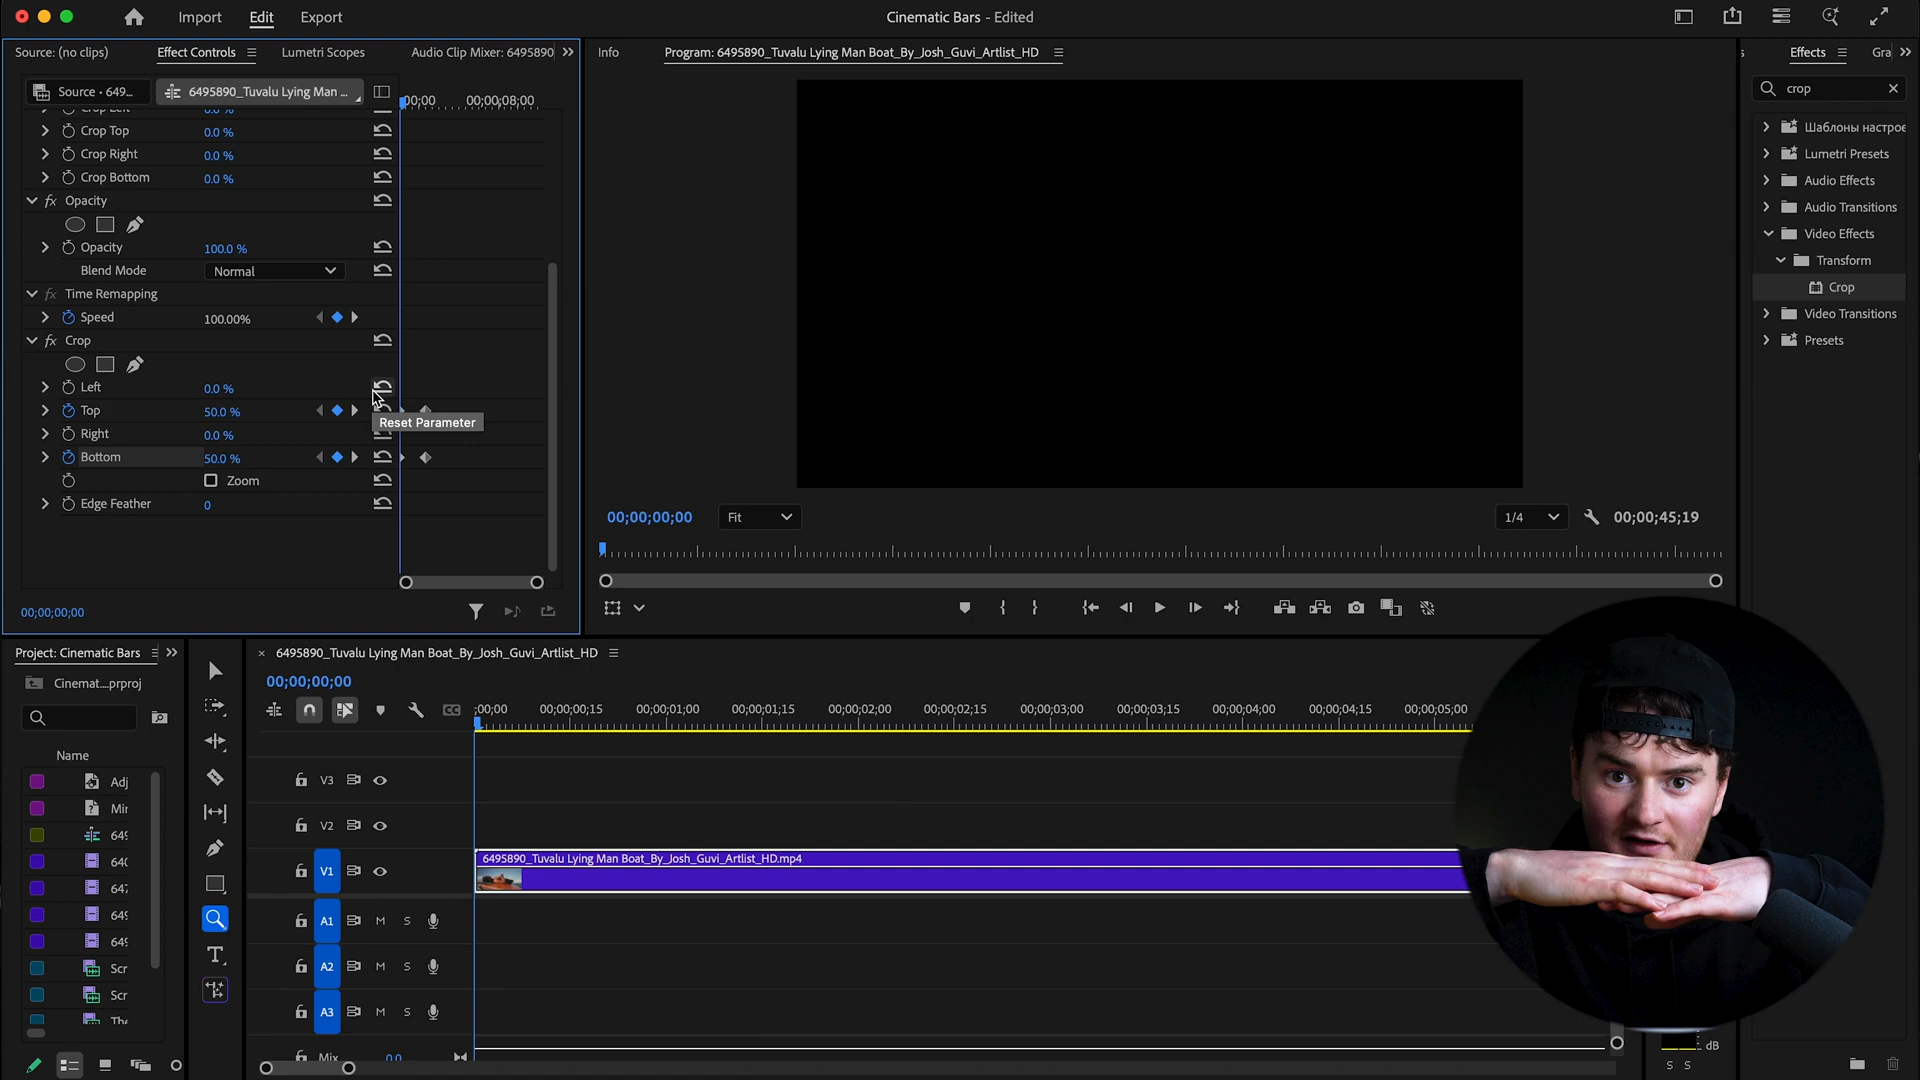 Import Edit Export
Cinematic Bars - Edited
Source: (no clips) Effect Controls Lumetri Scopes Audio Clip Mixer: 6495890
Info Program: 6495890_Tuvalu Lying Man Boat_By_Josh_Guvi_Artlist_HD
Effects Gra
Source • 649... 6495890_Tuvalu Lying Man ...
00;00 00;00;08;00
crop
Crop Left 0.0 %
Crop Top 0.0 %
Crop Right 0.0 %
Crop Bottom 0.0 %
fx Opacity
Opacity 100.0 %
Blend Mode Normal
fx Time Remapping
Speed 100.00%
fx Crop
Left 0.0 %
Top 50.0 %
Reset Parameter
Right 0.0 %
Bottom 50.0 %
Zoom
Edge Feather 0
00;00;00;00
Шаблоны настрое
Lumetri Presets
Audio Effects
Audio Transitions
Video Effects
Transform
Crop
Video Transitions
Presets
00;00;00;00 Fit 1/4 00;00;45;19
Project: Cinematic Bars
Cinemat...prproj
Name
Adj
Mir
649
640
647
649
649
Scr
Scr
The
6495890_Tuvalu Lying Man Boat_By_Josh_Guvi_Artlist_HD
00;00;00;00
;00;00 00;00;00;15 00;00;01;00 00;00;01;15 00;00;02;00 00;00;02;15 00;00;03;00 00;00;03;15 00;00;04;00 00;00;04;15 00;00;05;00
V3
V2
V1
6495890_Tuvalu Lying Man Boat_By_Josh_Guvi_Artlist_HD.mp4
A1 M S
A2 M S
A3 M S
Mix 0.0
dB
S S